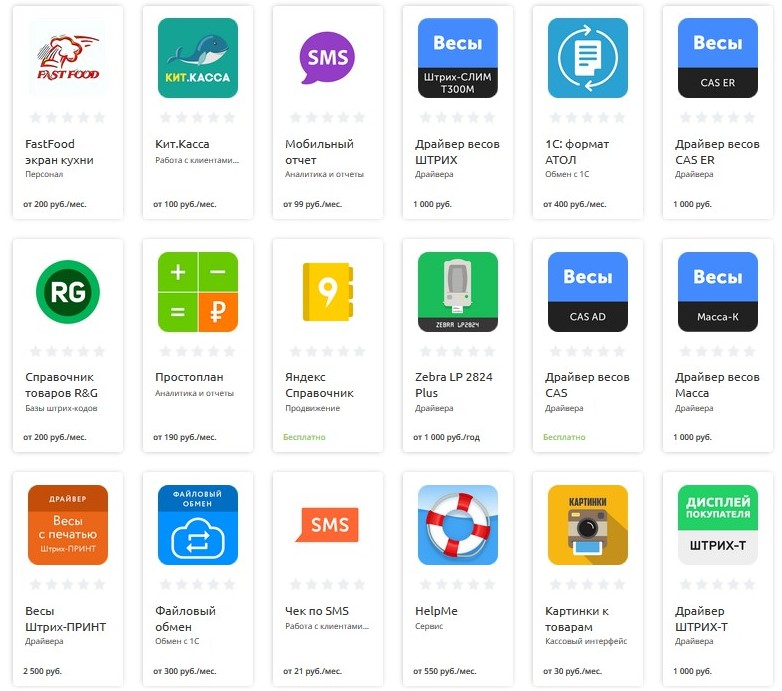 FAST FOOD
FastFood
экран кухни
Персонал
от 200 руб./мес.
КИТ.КАССА
Кит.Касса
Работа с клиентами...
от 100 руб./мес.
SMS
Мобильный
отчет
Аналитика и отчеты
от 99 руб./мес.
Весы
Штрих-СЛИМ
Т300М
Драйвер весов
ШТРИХ
Драйвера
1 000 руб.
1С: формат
АТОЛ
Обмен с 1С
от 400 руб./мес.
Весы
CAS ER
Драйвер весов
CAS ER
Драйвера
1 000 руб.
RG
Справочник
товаров R&G
Базы штрих-кодов
от 200 руб./мес.
+ −
= ₽
Простоплан
Аналитика и отчеты
от 190 руб./мес.
9
Яндекс
Справочник
Продвижение
Бесплатно
ZEBRA LP2824
Zebra LP 2824
Plus
Драйвера
от 1 000 руб./год
Весы
CAS AD
Драйвер весов
CAS
Драйвера
Бесплатно
Весы
Масса-К
Драйвер весов
Масса
Драйвера
1 000 руб.
ДРАЙВЕР
Весы
с печатью
Штрих-ПРИНТ
Весы
Штрих-ПРИНТ
Драйвера
2 500 руб.
ФАЙЛОВЫЙ
ОБМЕН
Файловый
обмен
Обмен с 1С
от 300 руб./мес.
SMS
Чек по SMS
Работа с клиентами...
от 21 руб./мес.
HelpMe
Сервис
от 550 руб./мес.
КАРТИНКИ
Картинки к
товарам
Кассовый интерфейс
от 30 руб./мес.
ДИСПЛЕЙ
ПОКУПАТЕЛЯ
ШТРИХ-Т
Драйвер
ШТРИХ-Т
Драйвера
1 000 руб.